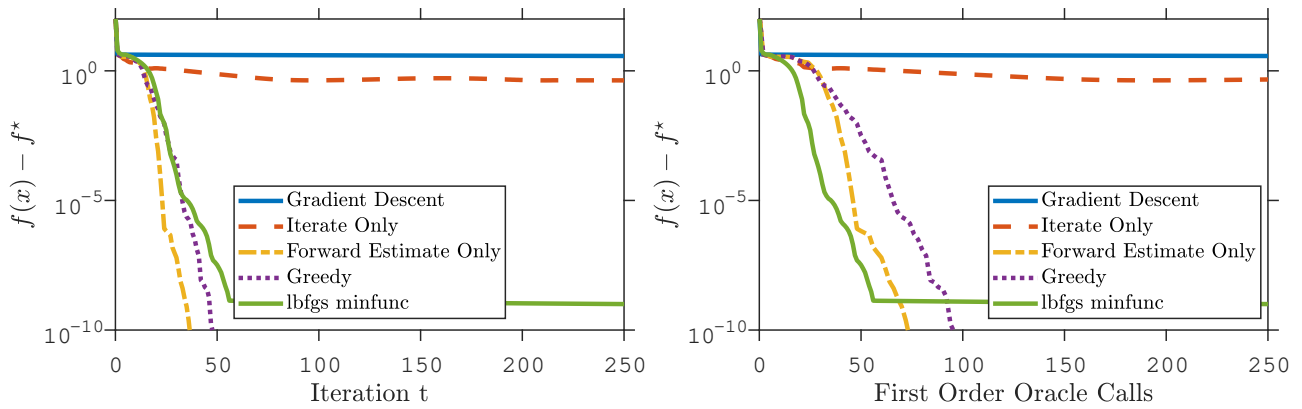 f(x) − f⋆
10^0
10^−5
10^−10
0 50 100 150 200 250
Iteration t
Gradient Descent
Iterate Only
Forward Estimate Only
Greedy
lbfgs minfunc
f(x) − f⋆
10^0
10^−5
10^−10
0 50 100 150 200 250
First Order Oracle Calls
Gradient Descent
Iterate Only
Forward Estimate Only
Greedy
lbfgs minfunc